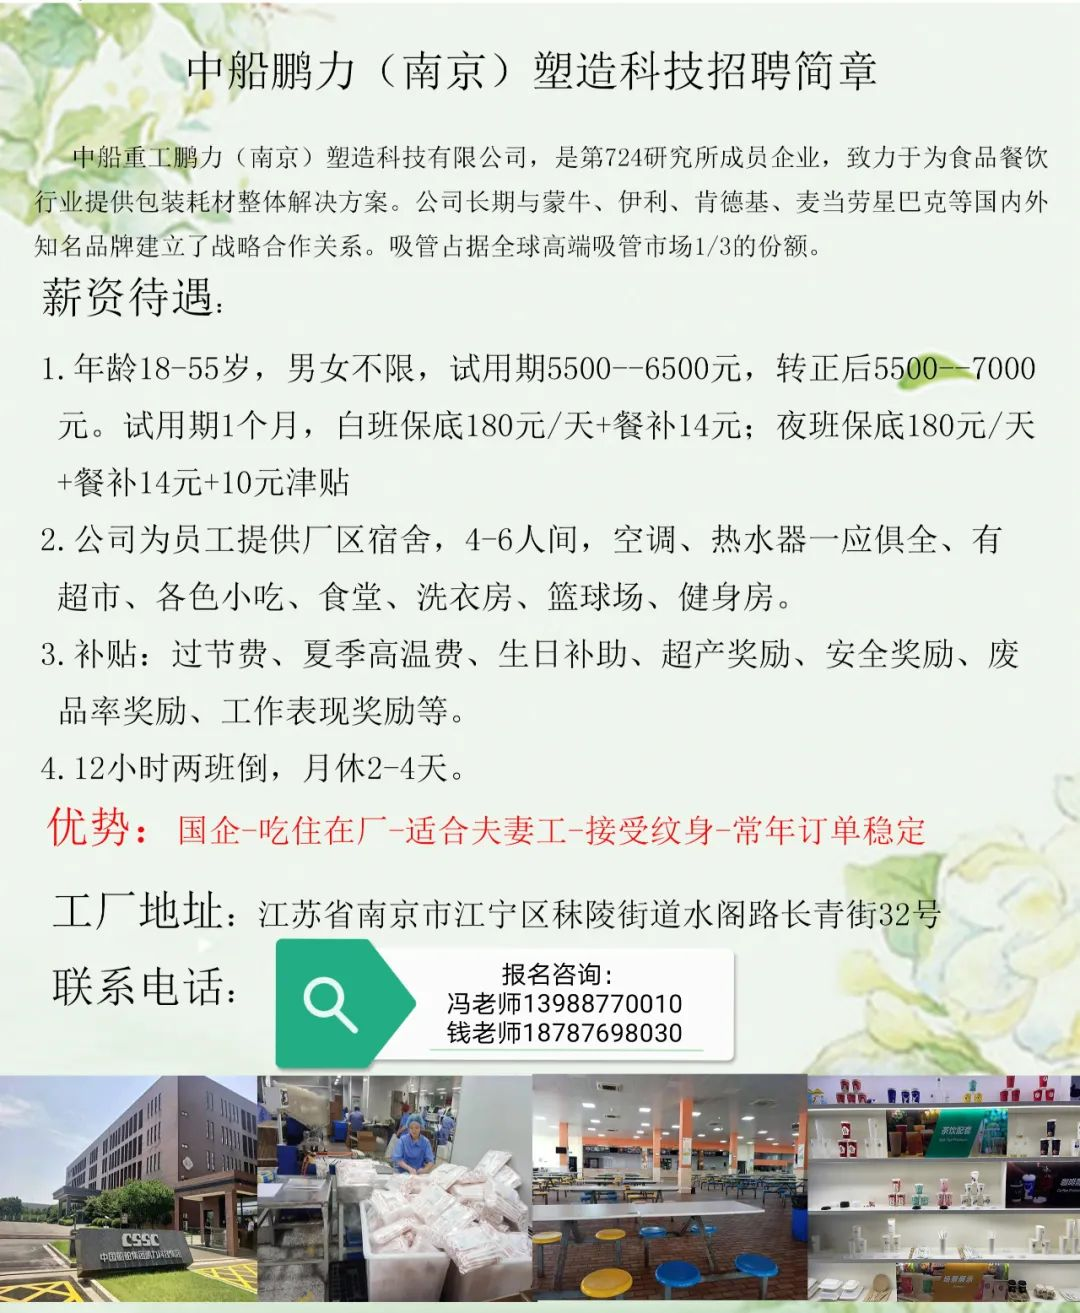 中船鹏力（南京）塑造科技招聘简章
中船重工鹏力（南京）塑造科技有限公司，是第724研究所成员企业，致力于为食品餐饮
行业提供包装耗材整体解决方案。公司长期与蒙牛、伊利、肯德基、麦当劳星巴克等国内外
知名品牌建立了战略合作关系。吸管占据全球高端吸管市场1/3的份额。
薪资待遇：
1.年龄18-55岁，男女不限，试用期5500--6500元，转正后5500--7000
元。试用期1个月，白班保底180元/天+餐补14元；夜班保底180元/天
+餐补14元+10元津贴
2.公司为员工提供厂区宿舍，4-6人间，空调、热水器一应俱全、有
超市、各色小吃、食堂、洗衣房、篮球场、健身房。
3.补贴：过节费、夏季高温费、生日补助、超产奖励、安全奖励、废
品率奖励、工作表现奖励等。
4.12小时两班倒，月休2-4天。
优势：国企-吃住在厂-适合夫妻工-接受纹身-常年订单稳定
工厂地址：江苏省南京市江宁区秣陵街道水阁路长青街32号
联系电话：
报名咨询：
冯老师13988770010
钱老师18787698030
CSSC
茶饮配套